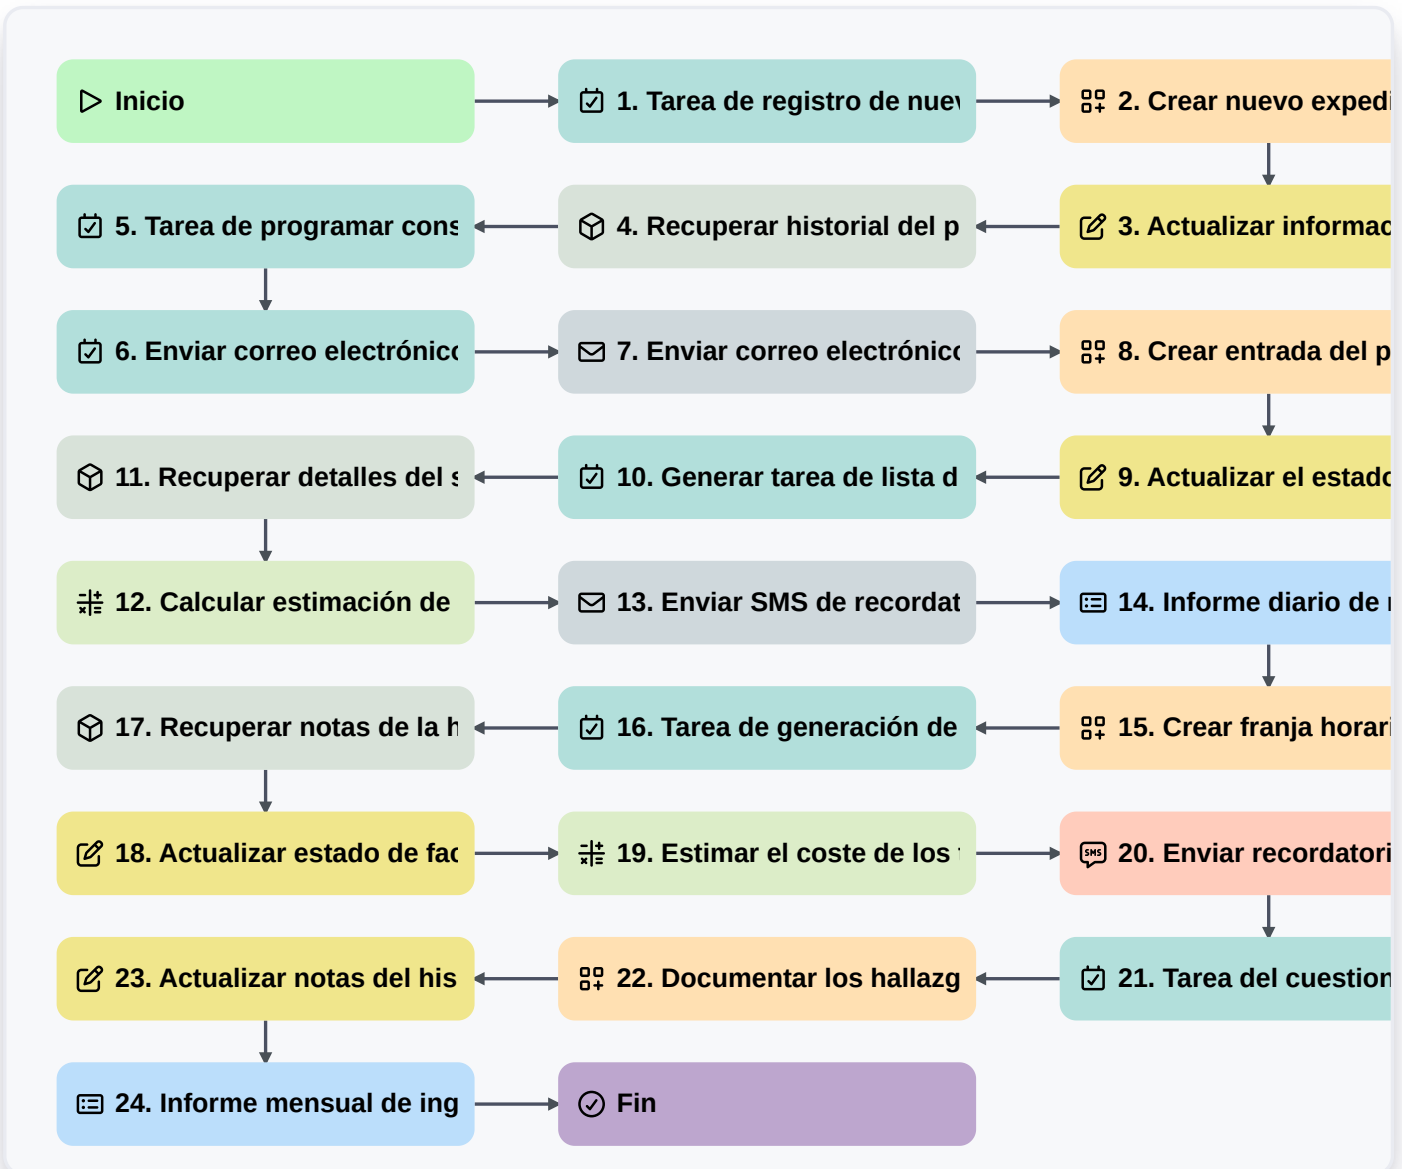 Inicio
1. Tarea de registro de nuev
2. Crear nuevo expedi
5. Tarea de programar cons
4. Recuperar historial del p
3. Actualizar informac
6. Enviar correo electrónico
7. Enviar correo electrónico
8. Crear entrada del p
11. Recuperar detalles del s
10. Generar tarea de lista d
9. Actualizar el estado
12. Calcular estimación de
13. Enviar SMS de recordat
14. Informe diario de
17. Recuperar notas de la h
16. Tarea de generación de
15. Crear franja horari
18. Actualizar estado de fac
19. Estimar el coste de los
SMS
20. Enviar recordatori
23. Actualizar notas del his
22. Documentar los hallazg
21. Tarea del cuestion
24. Informe mensual de ing
Fin